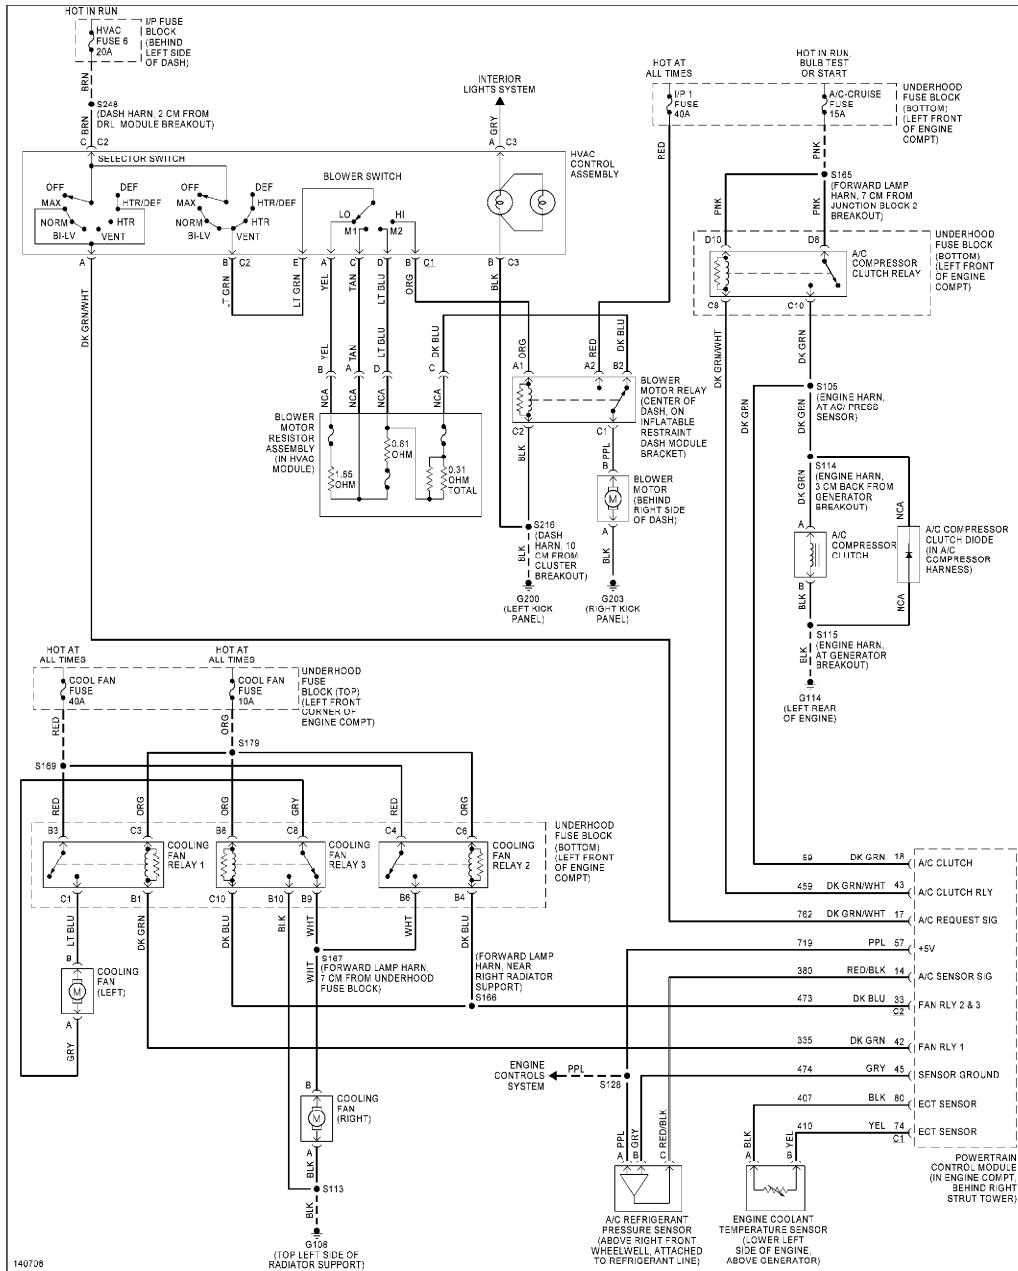 HOT IN RUN
HVAC
FUSE 6
20A
I/P FUSE
BLOCK
(BEHIND
LEFT SIDE
OF DASH)
BRN
S248
(DASH HARN, 2 CM FROM
DRL MODULE BREAKOUT)
BRN
C C2
INTERIOR
LIGHTS SYSTEM
GRY
A C3
HOT AT
ALL TIMES
HOT IN RUN,
BULB TEST
OR START
I/P 1
FUSE
40A
A/C-CRUISE
FUSE
15A
UNDERHOOD
FUSE BLOCK
(BOTTOM)
(LEFT FRONT
OF ENGINE
COMPT)
RED
PNK
S165
(FORWARD LAMP
HARN, 7 CM FROM
JUNCTION BLOCK 2
BREAKOUT)
PNK
PNK
SELECTOR SWITCH
OFF
MAX
NORM
BI-LV
VENT
HTR
HTR/DEF
DEF
OFF
MAX
NORM
BI-LV
VENT
HTR
HTR/DEF
DEF
BLOWER SWITCH
LO
M1
M2
HI
HVAC
CONTROL
ASSEMBLY
A
B C2
E
A
C
D
B C1
B C3
DK GRN/WHT
LT GRN
LT GRN
YEL
TAN
LT BLU
ORG
BLK
D10
D8
A/C
COMPRESSOR
CLUTCH RELAY
UNDERHOOD
FUSE BLOCK
(BOTTOM)
(LEFT FRONT
OF ENGINE
COMPT)
C8
C10
DK GRN/WHT
DK GRN
YEL
TAN
LT BLU
DK BLU
B
A
D
C
NCA
NCA
NCA
NCA
BLOWER
MOTOR
RESISTOR
ASSEMBLY
(IN HVAC
MODULE)
1.65
OHM
0.61
OHM
0.31
OHM
TOTAL
ORG
RED
DK BLU
A1
A2
B2
BLOWER
MOTOR RELAY
(CENTER OF
DASH, ON
INFLATABLE
RESTRAINT
DASH MODULE
BRACKET)
C2
C1
BLK
PPL
B
M
BLOWER
MOTOR
(BEHIND
RIGHT SIDE
OF DASH)
A
BLK
S216
(DASH
HARN, 10
CM FROM
CLUSTER
BREAKOUT)
BLK
G200
(LEFT KICK
PANEL)
G203
(RIGHT KICK
PANEL)
S105
(ENGINE HARN,
AT AC/ PRESS
SENSOR)
DK GRN
DK GRN
S114
(ENGINE HARN,
3 CM BACK FROM
GENERATOR
BREAKOUT)
DK GRN
NCA
A
A/C
COMPRESSOR
CLUTCH
B
BLK
A/C COMPRESSOR
CLUTCH DIODE
(IN A/C
COMPRESSOR
HARNESS)
NCA
S115
(ENGINE HARN,
AT GENERATOR
BREAKOUT)
BLK
G114
(LEFT REAR
OF ENGINE)
HOT AT
ALL TIMES
HOT AT
ALL TIMES
COOL FAN
FUSE
40A
COOL FAN
FUSE
10A
UNDERHOOD
FUSE
BLOCK (TOP)
(LEFT FRONT
CORNER OF
ENGINE COMPT)
RED
ORG
S179
S169
RED
ORG
ORG
GRY
RED
ORG
B3
C3
B8
C8
C4
C6
COOLING
FAN
RELAY 1
COOLING
FAN
RELAY 3
COOLING
FAN
RELAY 2
UNDERHOOD
FUSE BLOCK
(BOTTOM)
(LEFT FRONT
OF ENGINE
COMPT)
C1
B1
C10
B10
B9
B6
B4
LT BLU
DK GRN
DK BLU
BLK
WHT
WHT
DK BLU
S167
(FORWARD LAMP HARN,
7 CM FROM UNDERHOOD
FUSE BLOCK)
WHT
(FORWARD LAMP
HARN, NEAR
RIGHT RADIATOR
SUPPORT)
S166
B
M
COOLING
FAN
(LEFT)
A
GRY
B
M
COOLING
FAN
(RIGHT)
A
BLK
S113
BLK
G108
(TOP LEFT SIDE OF
RADIATOR SUPPORT)
59 DK GRN 18 A/C CLUTCH
459 DK GRN/WHT 43 A/C CLUTCH RLY
762 DK GRN/WHT 17 A/C REQUEST SIG
719 PPL 57 +5V
380 RED/BLK 14 A/C SENSOR SIG
473 DK BLU 33 FAN RLY 2 & 3
C2
335 DK GRN 42 FAN RLY 1
474 GRY 45 SENSOR GROUND
407 BLK 80 ECT SENSOR
410 YEL 74 ECT SENSOR
C1
POWERTRAIN
CONTROL MODULE
(IN ENGINE COMPT,
BEHIND RIGHT
STRUT TOWER)
ENGINE
CONTROLS
SYSTEM
PPL
S128
PPL
GRY
RED/BLK
A
B
C
A/C REFRIGERANT
PRESSURE SENSOR
(ABOVE RIGHT FRONT
WHEELWELL, ATTACHED
TO REFRIGERANT LINE)
BLK
YEL
A
B
ENGINE COOLANT
TEMPERATURE SENSOR
(LOWER LEFT
SIDE OF ENGINE,
ABOVE GENERATOR)
140706